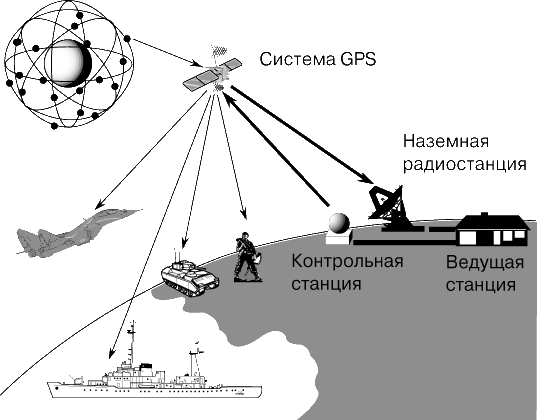 Система GPS
Наземная
радиостанция
Контрольная
станция
Ведущая
станция